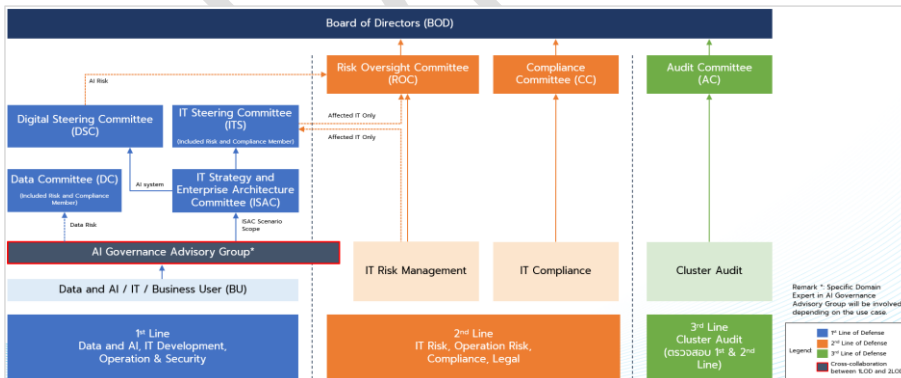 Board of Directors (BOD)
Risk Oversight Committee
(ROC)
Compliance
Committee (CC)
Audit Committee
(AC)
AI Risk
Digital Steering Committee
(DSC)
IT Steering Committee
(ITS)
(Included Risk and Compliance Member)
Affected IT Only
Affected IT Only
Data Committee (DC)
(Included Risk and Compliance
Member)
AI system
IT Strategy and
Enterprise Architecture
Committee (ISAC)
Data Risk
ISAC Scenario
Scope
AI Governance Advisory Group*
Data and AI / IT / Business User (BU)
IT Risk Management
IT Compliance
Cluster Audit
Remark *: Specific Domain
Expert in AI Governance
Advisory Group will be involved
depending on the use case.
1st Line
Data and AI, IT Development,
Operation & Security
2nd Line
IT Risk, Operation Risk,
Compliance, Legal
3rd Line
Cluster Audit
(ตรวจสอบ 1st & 2nd
Line)
Legend:
1st Line of Defense
2nd Line of Defense
3rd Line of Defense
Cross-collaboration
between 1LOD and 2LOD